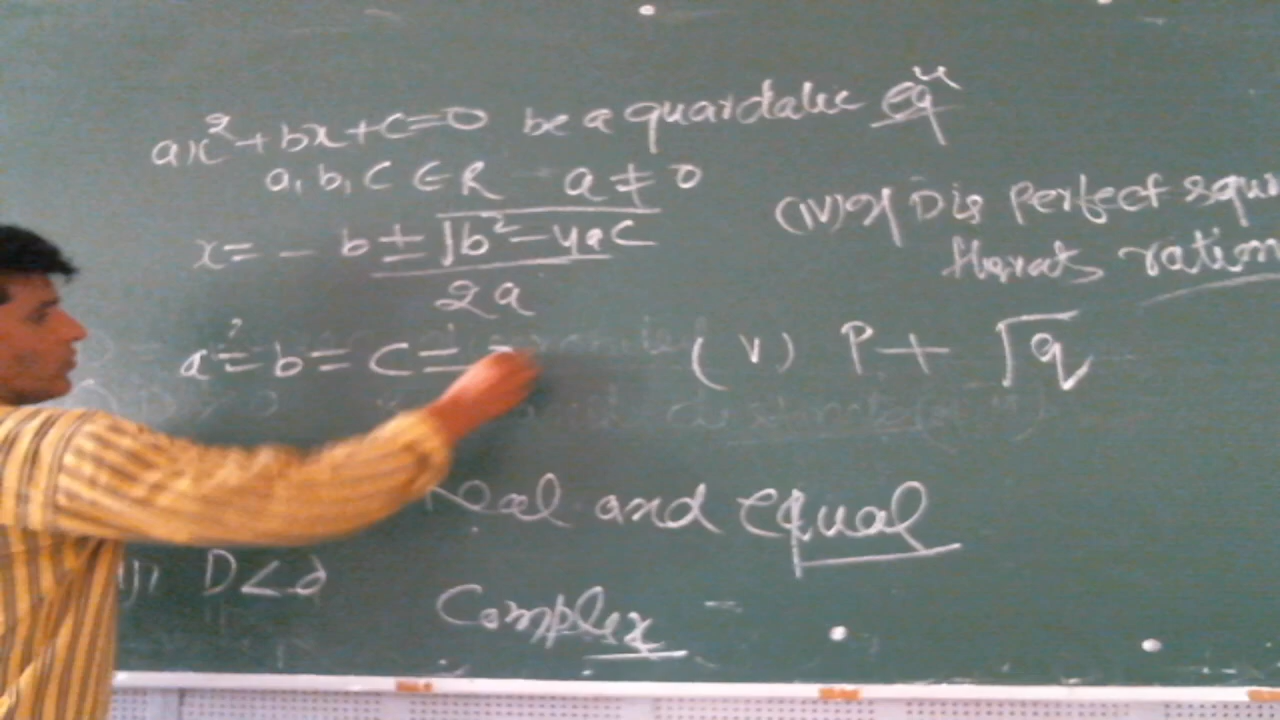 ax²+bx+c=0 be a quardatic eqⁿ
a, b, c ∈ R a ≠ 0
x = - b ± √b²-4ac
2a
(IV) If D is Perfect squ
ration
a = b = c =
(V) P + √q
real and equal
D < 0
Complex